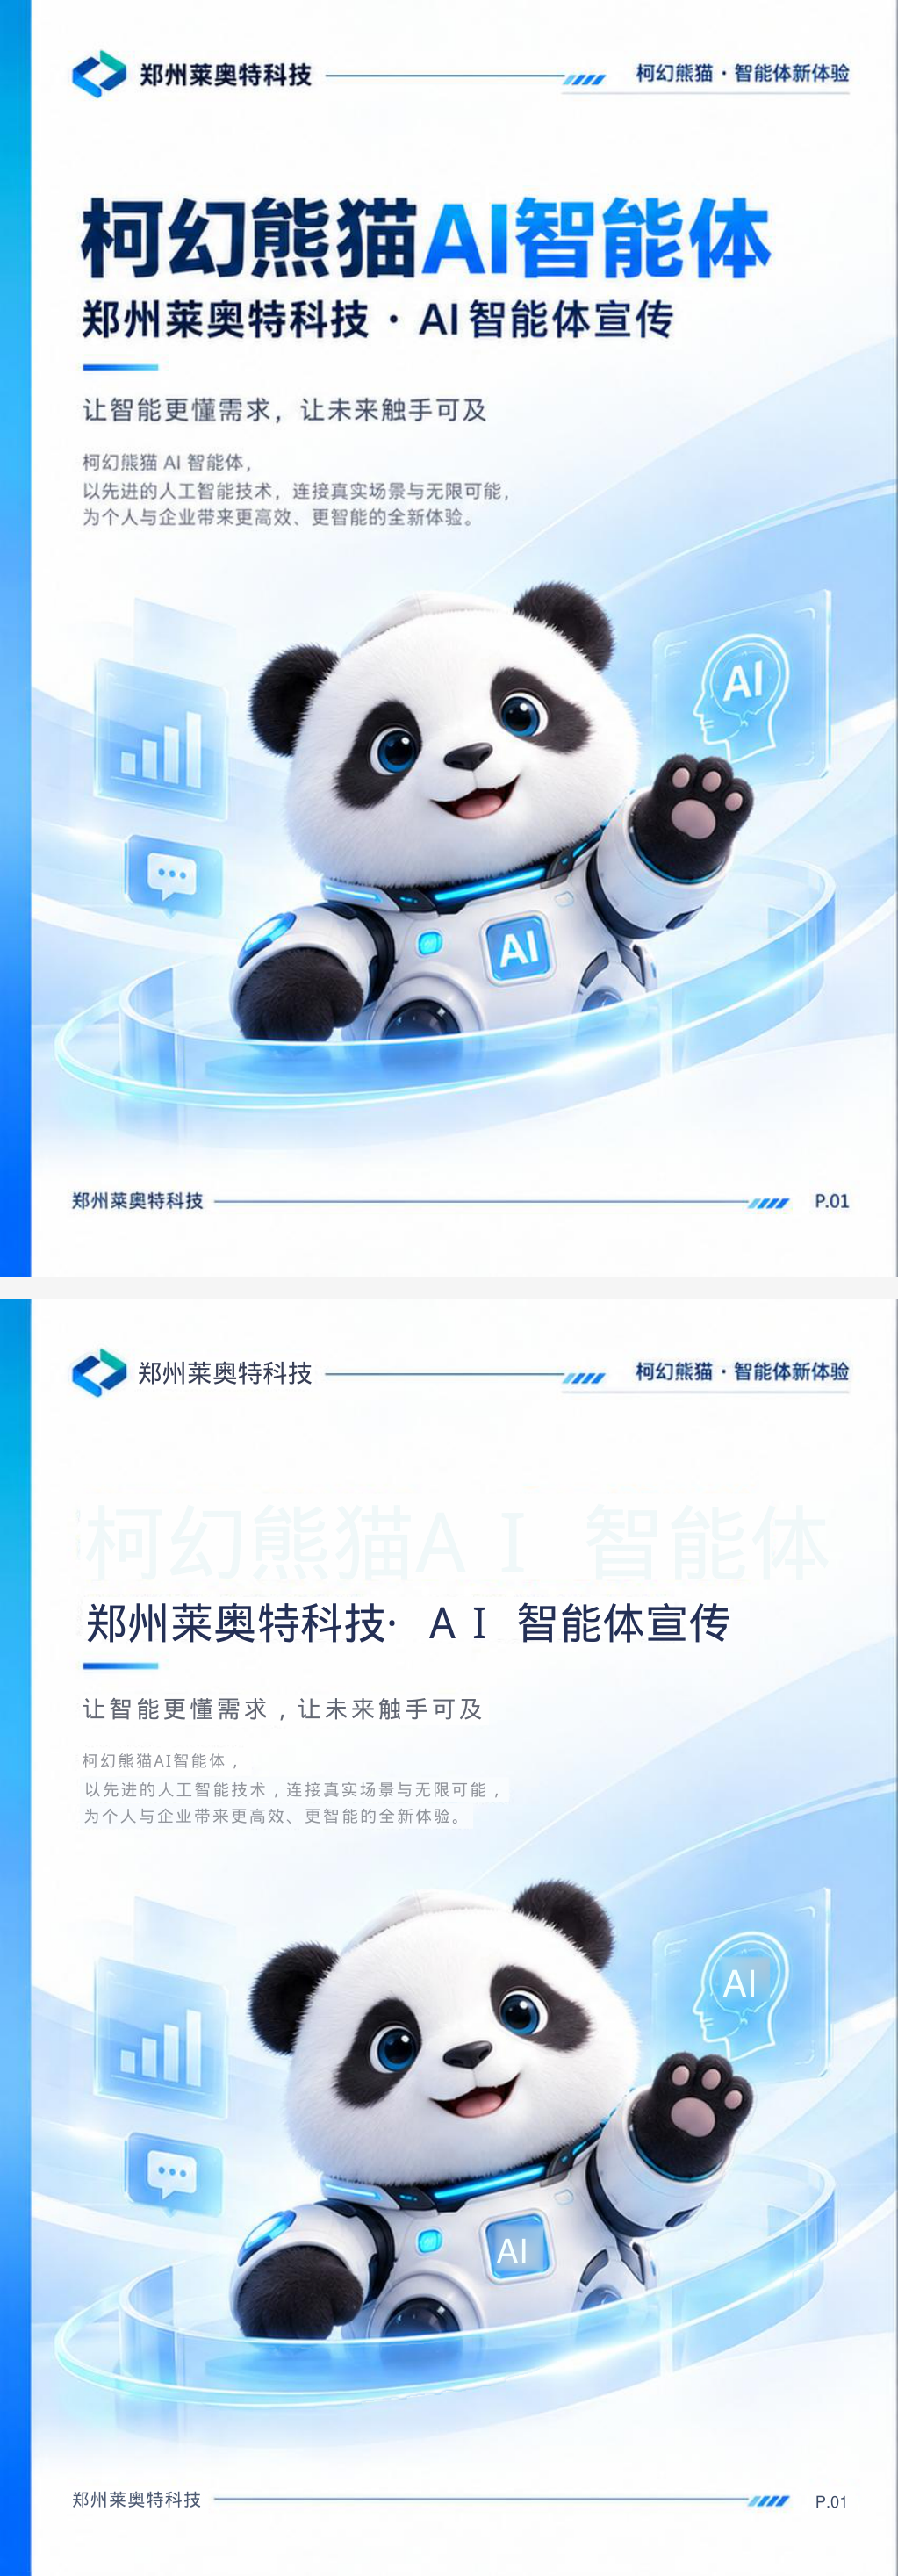 郑州莱奥特科技
柯幻熊猫·智能体新体验
柯幻熊猫AI智能体
郑州莱奥特科技·AI智能体宣传
让智能更懂需求，让未来触手可及
柯幻熊猫 AI 智能体，
以先进的人工智能技术，连接真实场景与无限可能，
为个人与企业带来更高效、更智能的全新体验。
AI
AI
郑州莱奥特科技
P.01
郑州莱奥特科技
柯幻熊猫·智能体新体验
柯幻熊猫AI 智能体
郑州莱奥特科技· AI 智能体宣传
让智能更懂需求，让未来触手可及
柯幻熊猫AI智能体，
以先进的人工智能技术，连接真实场景与无限可能，
为个人与企业带来更高效、更智能的全新体验。
AI
AI
郑州莱奥特科技
P.01